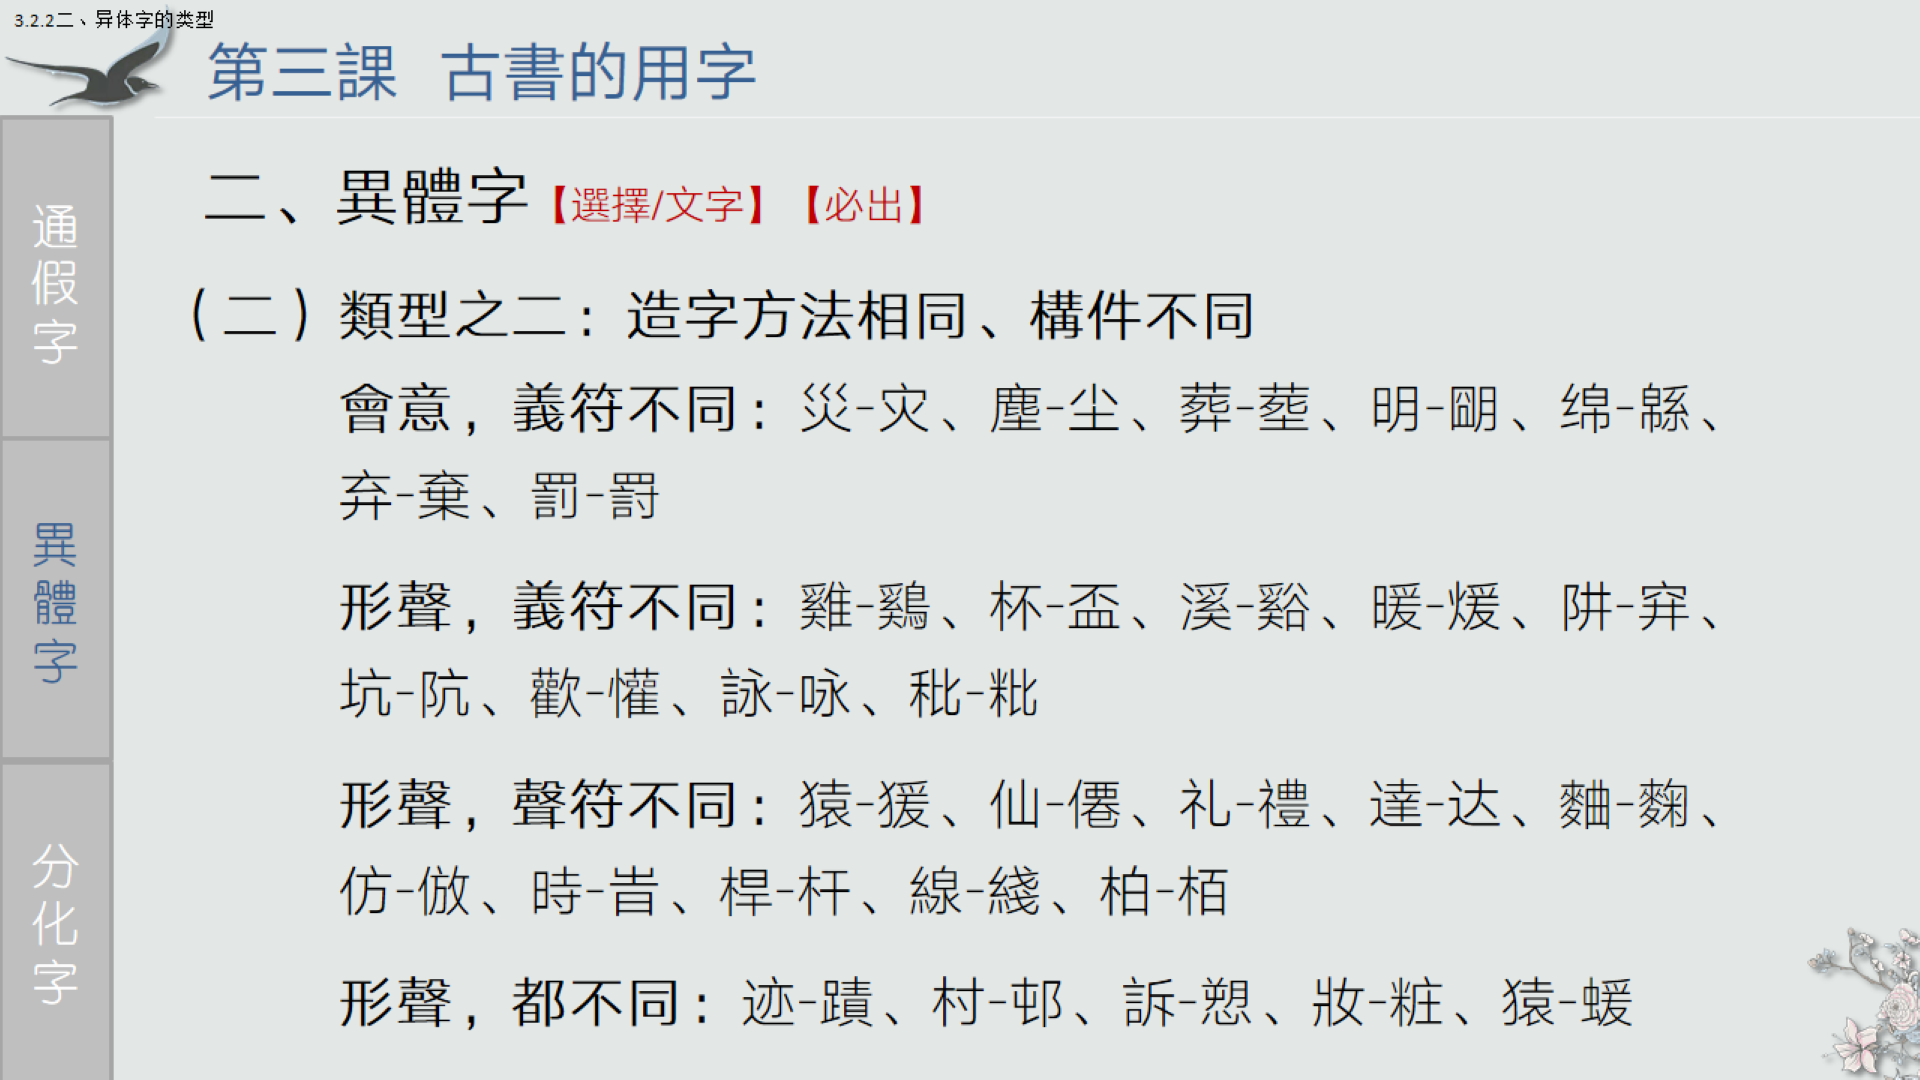 3.2.2二、异体字的类型
第三課 古書的用字
通假字
異體字
分化字
二、異體字【選擇/文字】【必出】
(二)類型之二：造字方法相同、構件不同
會意，義符不同：災-灾、塵-尘、葬-塟、明-朙、绵-緜、
弃-棄、罰-罸
形聲，義符不同：雞-鷄、杯-盃、溪-谿、暖-煖、阱-穽、
坑-阬、歡-懽、詠-咏、秕-粃
形聲，聲符不同：猿-猨、仙-僊、礼-禮、達-达、麯-麴、
仿-倣、時-旹、桿-杆、線-綫、柏-栢
形聲，都不同：迹-蹟、村-邨、訴-愬、妝-粧、猿-蝯